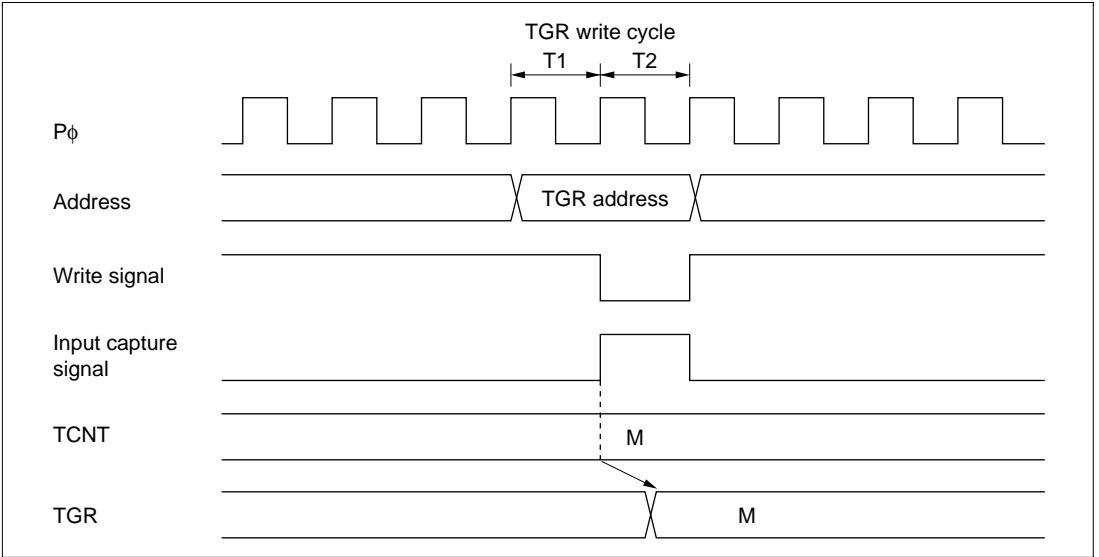 TGR write cycle
T1 T2
Pϕ
Address
TGR address
Write signal
Input capture
signal
TCNT
M
TGR
M